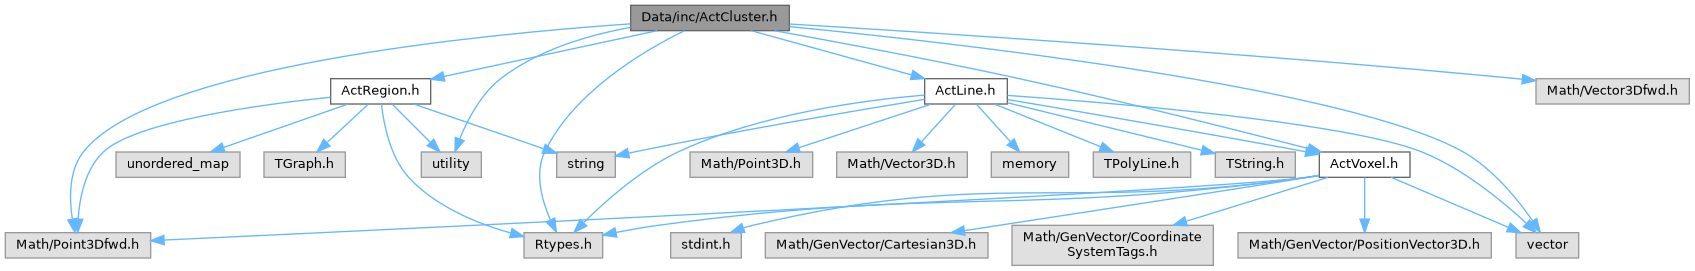 Data/inc/ActCluster.h
ActRegion.h
ActLine.h
Math/Vector3Dfwd.h
unordered_map
TGraph.h
utility
string
Math/Point3D.h
Math/Vector3D.h
memory
TPolyLine.h
TString.h
ActVoxel.h
Math/Point3Dfwd.h
Rtypes.h
stdint.h
Math/GenVector/Cartesian3D.h
Math/GenVector/Coordinate
SystemTags.h
Math/GenVector/PositionVector3D.h
vector